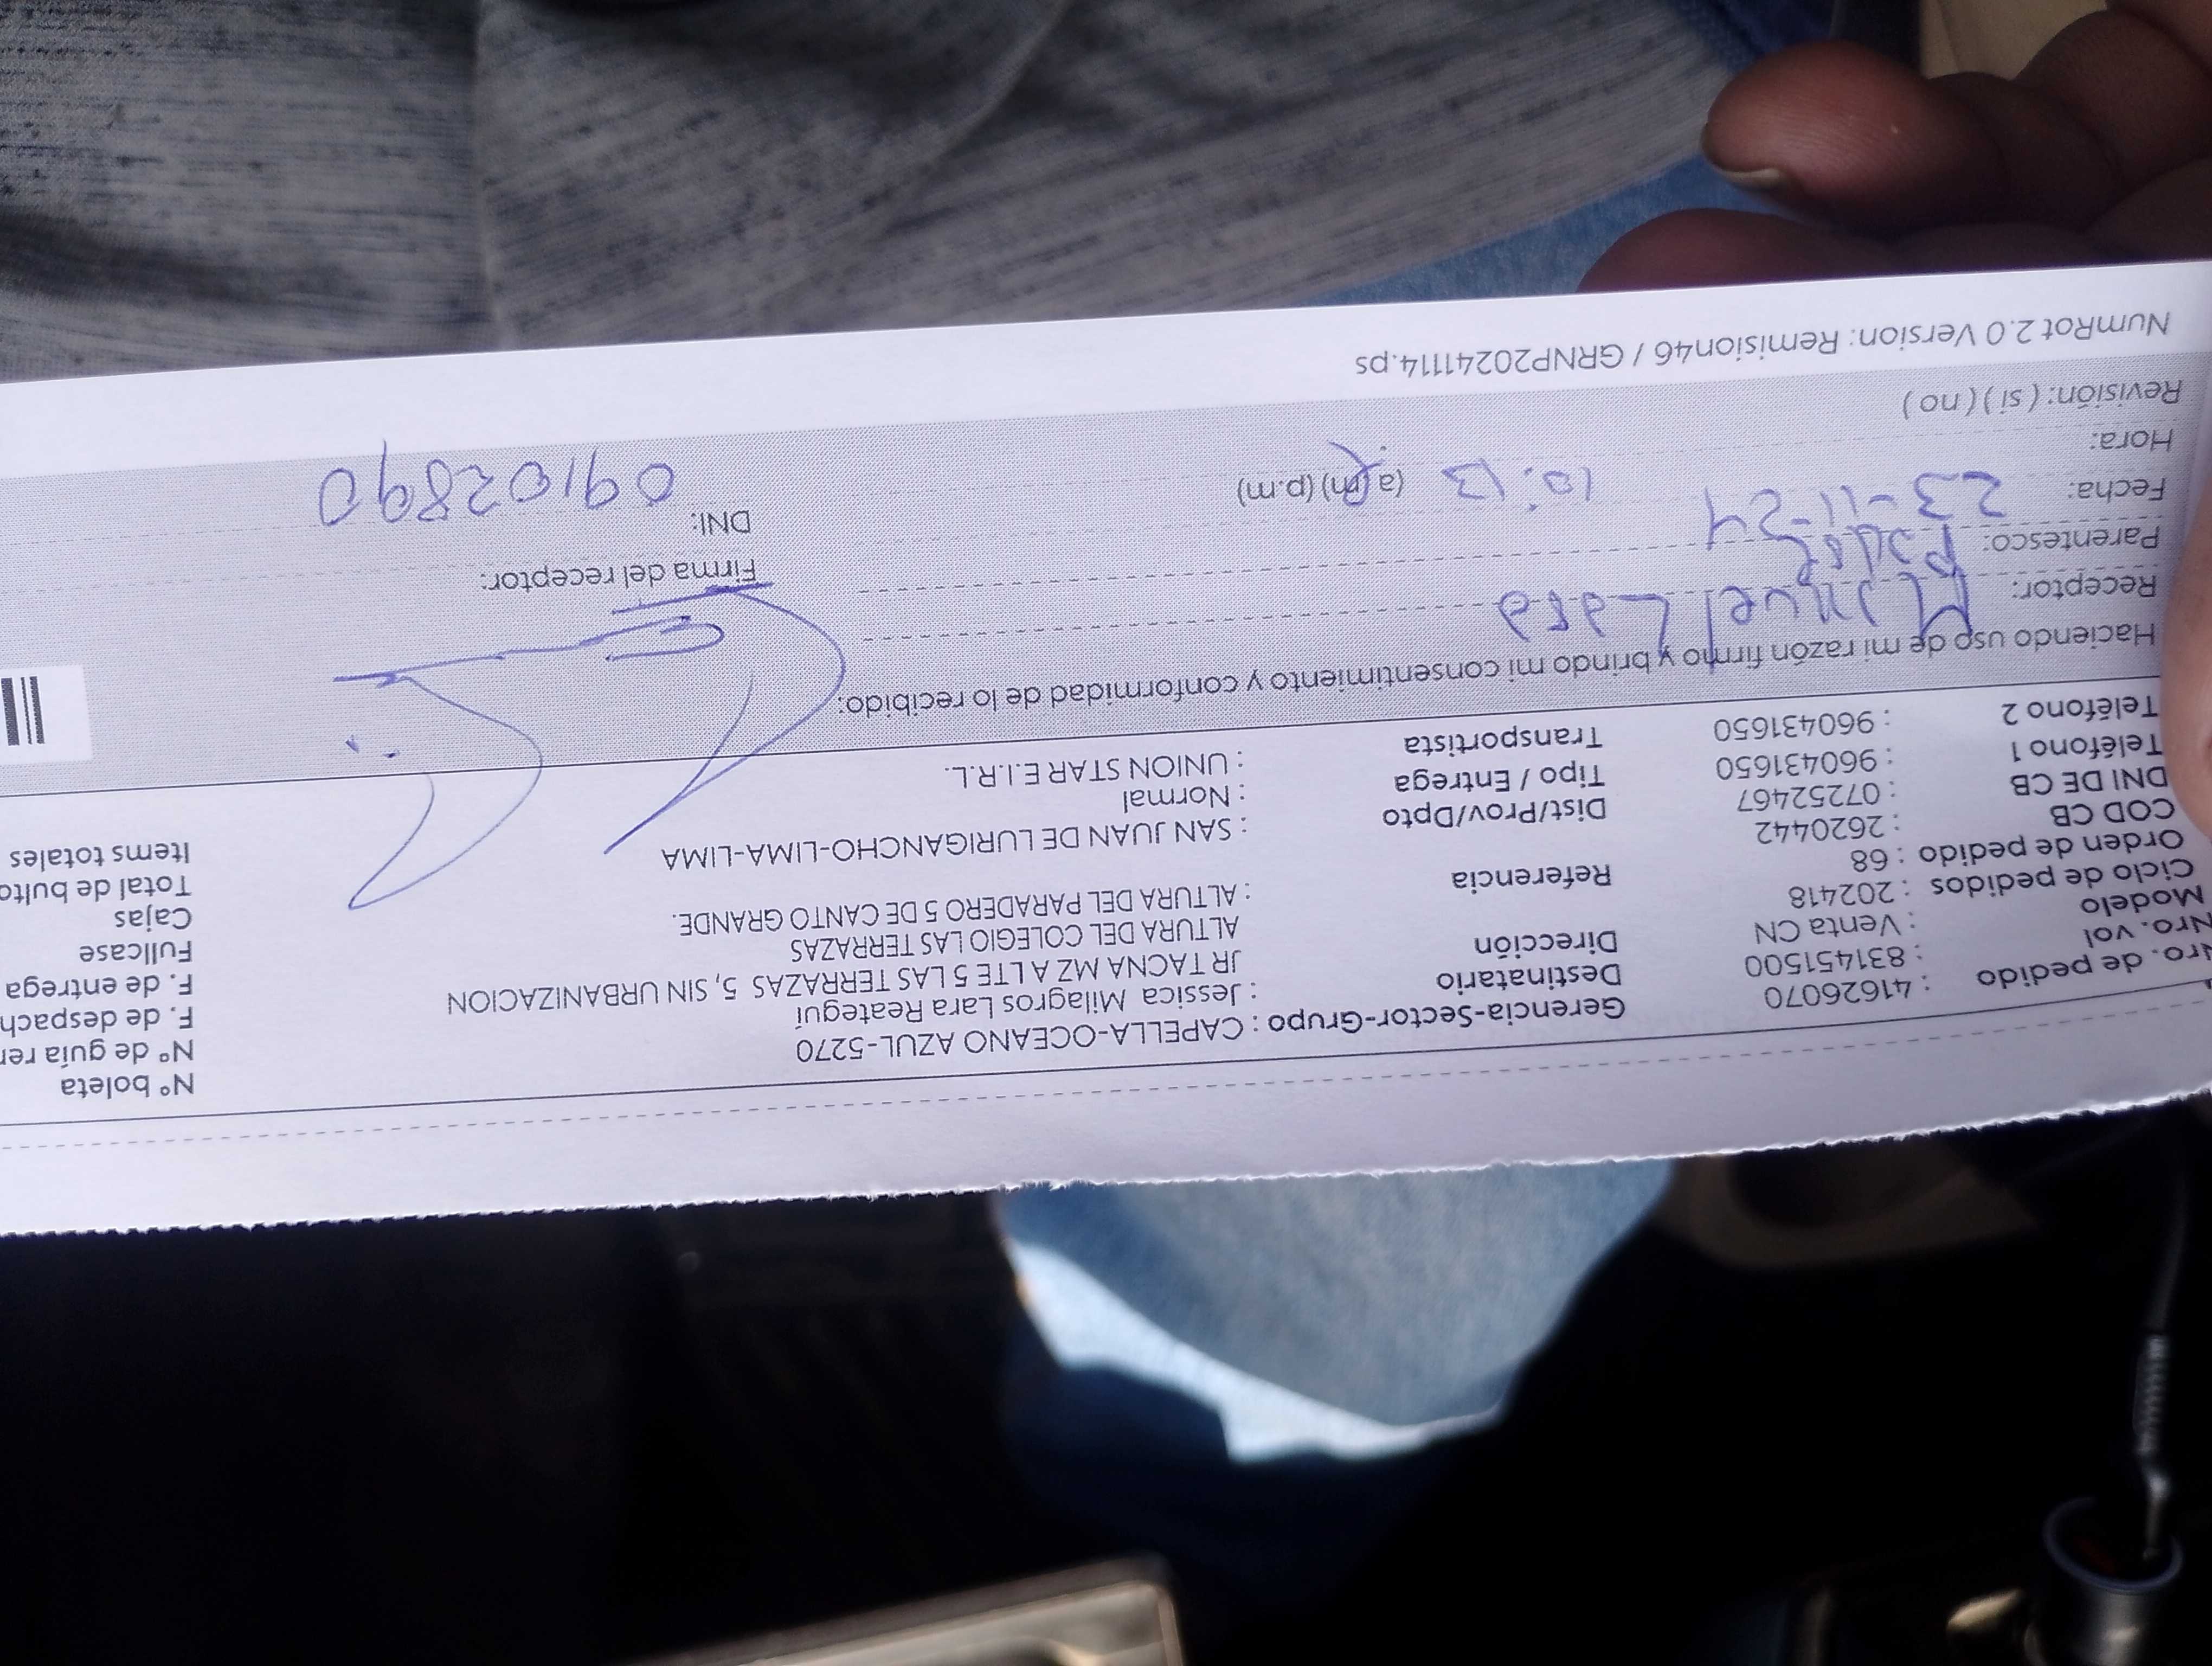 Nº boleta
Gerencia-Sector-Grupo : CAPELLA-OCEANO AZUL-5270
Nº de guía
Nro. de pedido : 41626070
Destinatario : Jessica Milagros Lara Reategui
F. de
Nro. vol : 831451500
Dirección JR TACNA MZ A LTE 5 LAS TERRAZAS 5, SIN URBANIZACION
ALTURA DEL COLEGIO LAS TERRAZAS
F. de entrega
Modelo : Venta CN
Fullcase
Ciclo de pedidos : 202418
Referencia : ALTURA DEL PARADERO 5 DE CANTO GRANDE.
Cajas
Orden de pedido : 68
Total de
COD CB : 2620442
Dist/Prov/Dpto : SAN JUAN DE LURIGANCHO-LIMA-LIMA
Items totales
DNI DE CB : 07252467
Tipo / Entrega : Normal
Teléfono 1 : 960431650
Transportista : UNION STAR E.I.R.L.
Teléfono 2 : 960431650
Haciendo uso de mi razón firmo y brindo mi consentimiento y conformidad de lo recibido:
Receptor: Manuel Lara
Parentesco: Padre
Firma del receptor:
Fecha: 23-11-24
DNI: 09102890
Hora: 10:13 (a.m) (p.m)
Revisión: ( si ) ( no )
NumRot 2.0 Version: Remision46 / GRNP20241114.ps